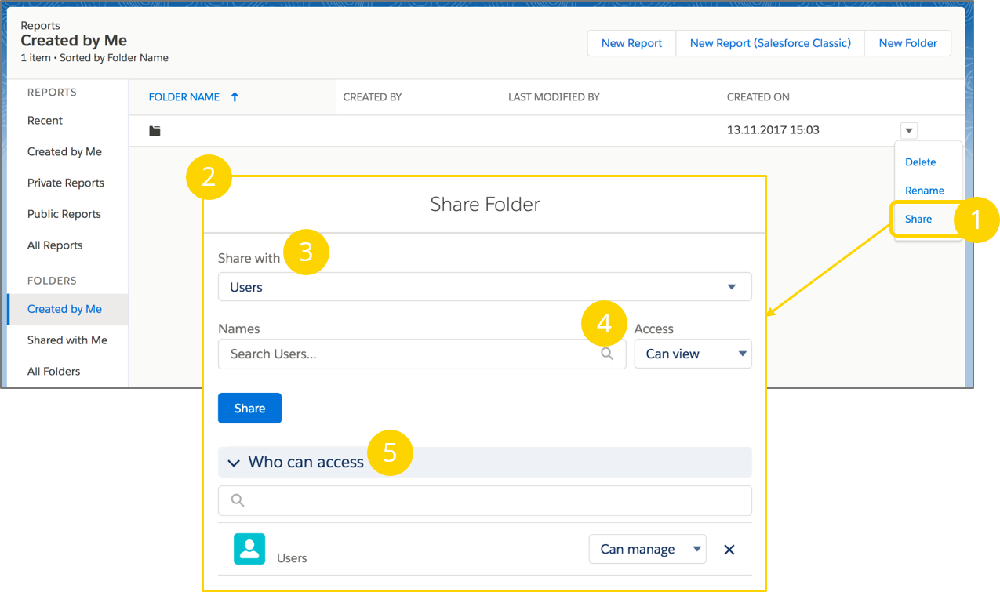 Reports
Created by Me
1 item • Sorted by Folder Name
New Report
New Report (Salesforce Classic)
New Folder
REPORTS
Recent
Created by Me
Private Reports
Public Reports
All Reports
FOLDERS
Created by Me
Shared with Me
All Folders
FOLDER NAME
CREATED BY
LAST MODIFIED BY
CREATED ON
13.11.2017 15:03
Delete
Rename
Share
1
2
Share Folder
Share with
3
Users
Names
4
Access
Search Users...
Can view
Share
Who can access
5
Users
Can manage